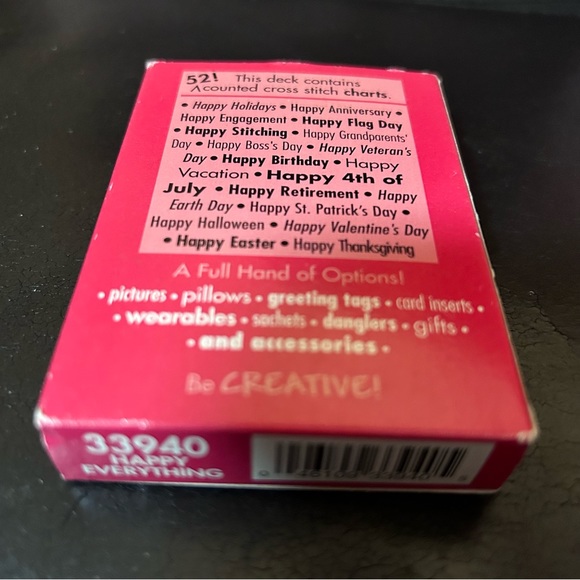 52! This deck contains
^counted cross stitch charts.
• Happy Holidays • Happy Anniversary •
Happy Engagement • Happy Flag Day
• Happy Stitching • Happy Grandparents'
Day • Happy Boss's Day • Happy Veteran's
Day • Happy Birthday • Happy
Vacation • Happy 4th of
July • Happy Retirement • Happy
Earth Day • Happy St. Patrick's Day •
Happy Halloween • Happy Valentine's Day
• Happy Easter • Happy Thanksgiving
A Full Hand of Options!
• pictures • pillows • greeting tags • card inserts •
• wearables • sachets • danglers • gifts •
• and accessories •
Be CREATIVE!
33940
HAPPY
EVERYTHING